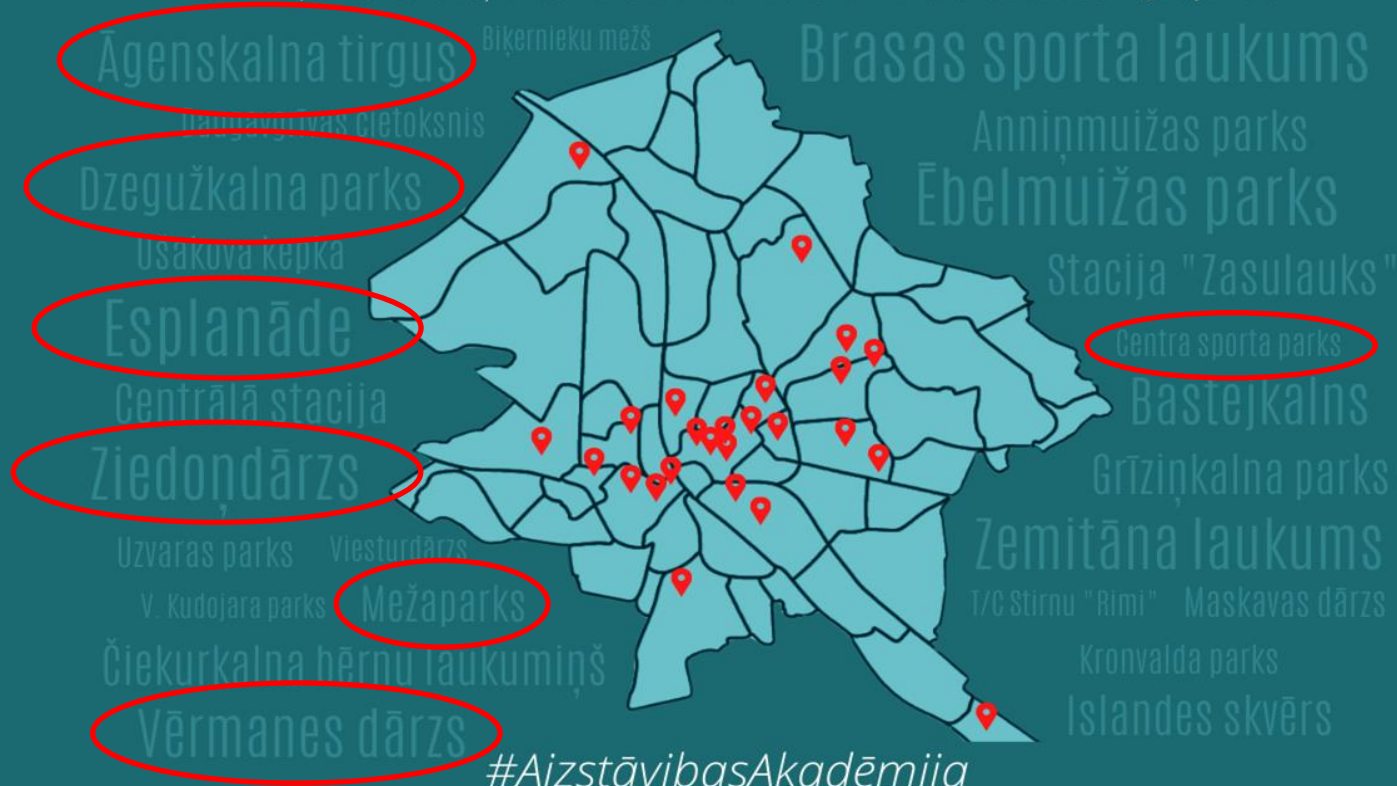 Āgenskalna tirgus
Biķernieku mežš
Brasas sporta laukums
Daugavgrīvas cietoksnis
Anniņmuižas parks
Dzegužkalna parks
Ēbelmuižas parks
Ušakova ķepka
Stacija "Zasulauks"
Esplanāde
Centra sporta parks
Centrālā stacija
Bastejkalns
Ziedoņdārzs
Grīziņkalna parks
Uzvaras parks
Viesturdārzs
Zemitāna laukums
V. Kudojara parks
Mežaparks
T/C Stirnu "Rimi"
Maskavas dārzs
Čiekurkalna bērnu laukumiņš
Kronvalda parks
Vērmanes dārzs
Islandes skvērs
#AizstāvibasAkadēmija